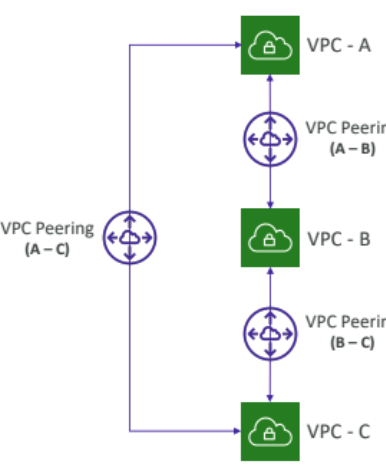 VPC - A
VPC Peerin
(A – B)
VPC Peering
(A – C)
VPC - B
VPC Peerin
(B – C)
VPC - C